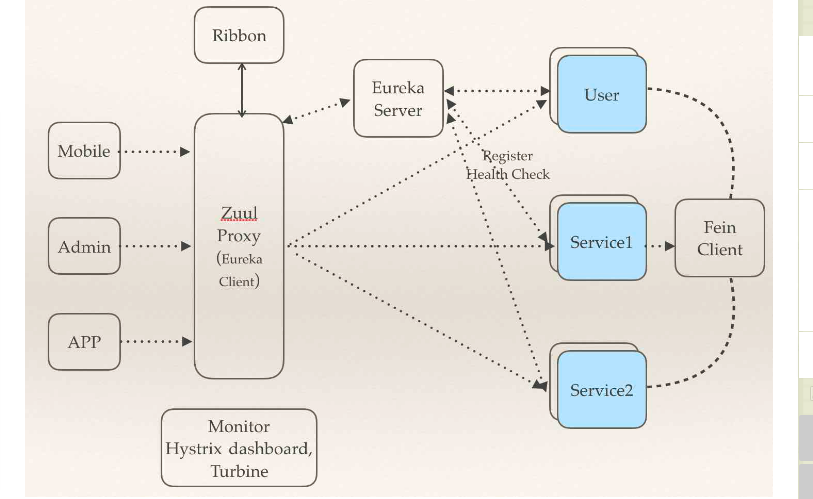 Ribbon
Eureka
Server
User
Mobile
Register
Health Check
Zuul
Proxy
(Eureka
Client)
Admin
Service1
Fein
Client
APP
Service2
Monitor
Hystrix dashboard,
Turbine